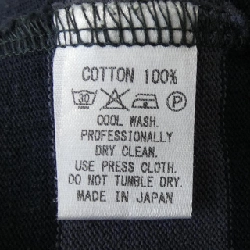 COTTON 100%
30 P
COOL WASH.
PROFESSIONALLY
DRY CLEAN.
USE PRESS CLOTH.
DO NOT TUMBLE DRY.
MADE IN JAPAN